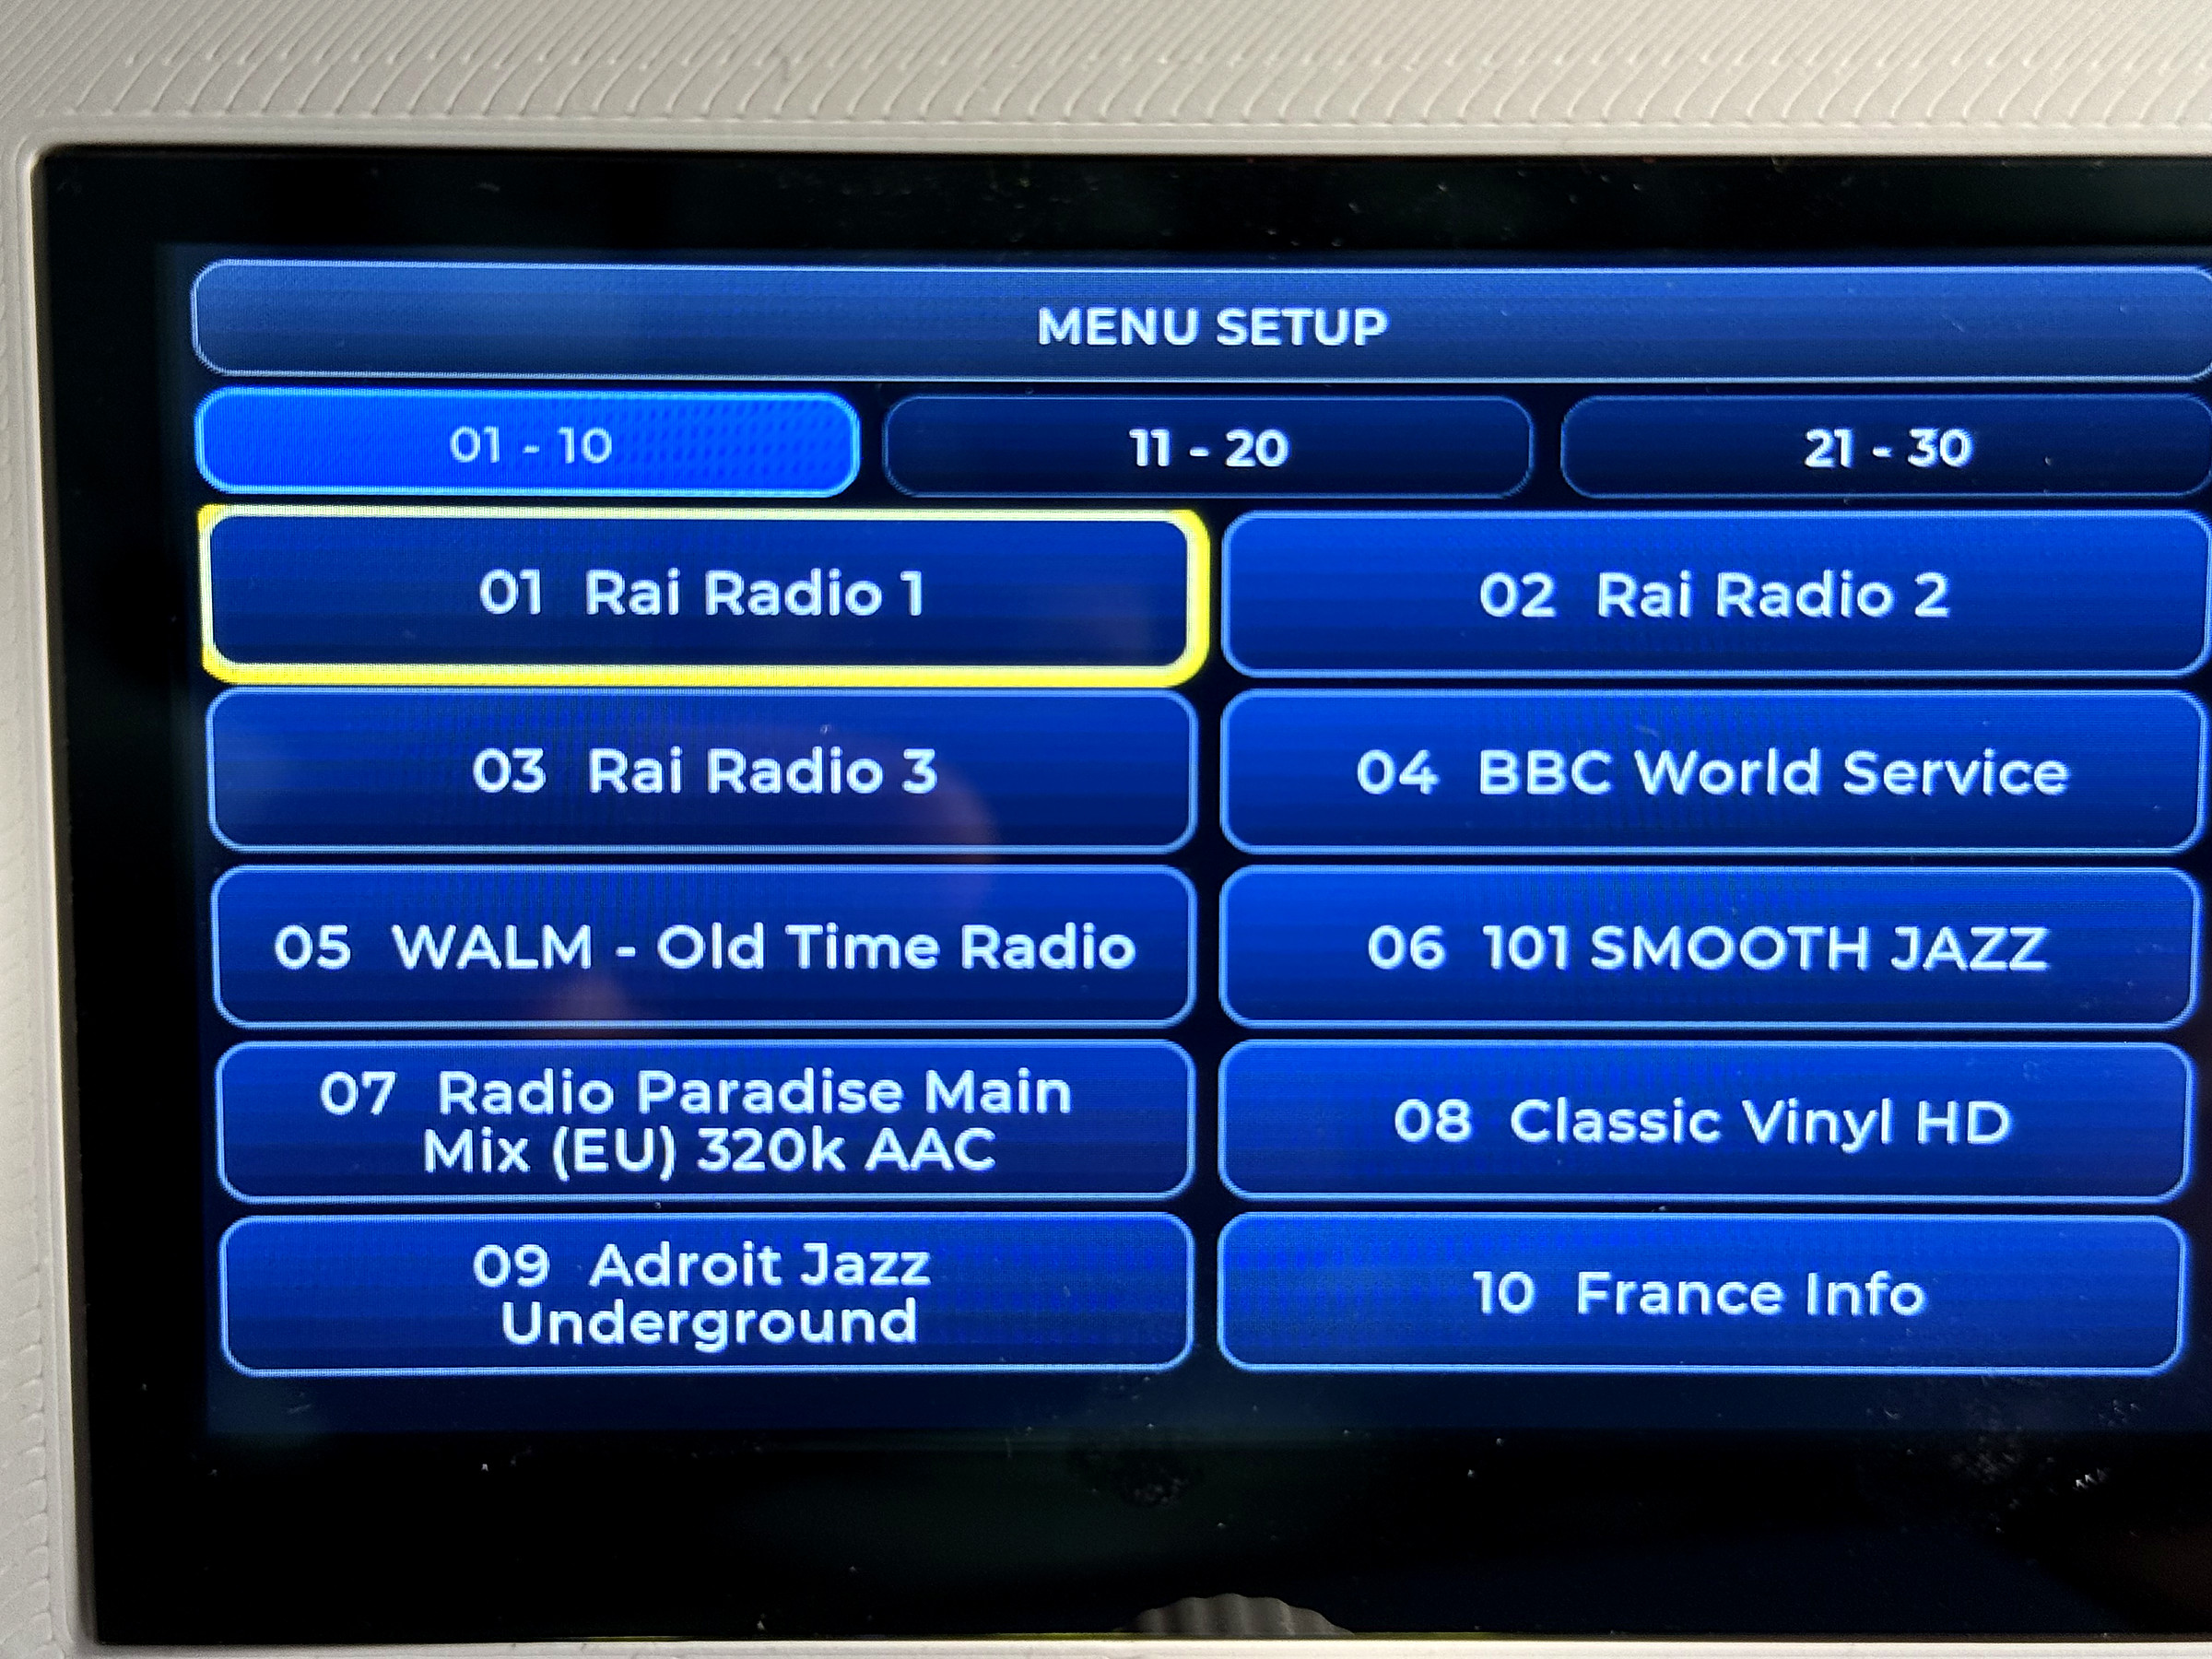 MENU SETUP
01 - 10
11 - 20
21 - 30
01 Rai Radio 1
02 Rai Radio 2
03 Rai Radio 3
04 BBC World Service
05 WALM - Old Time Radio
06 101 SMOOTH JAZZ
07 Radio Paradise Main
Mix (EU) 320k AAC
08 Classic Vinyl HD
09 Adroit Jazz
Underground
10 France Info